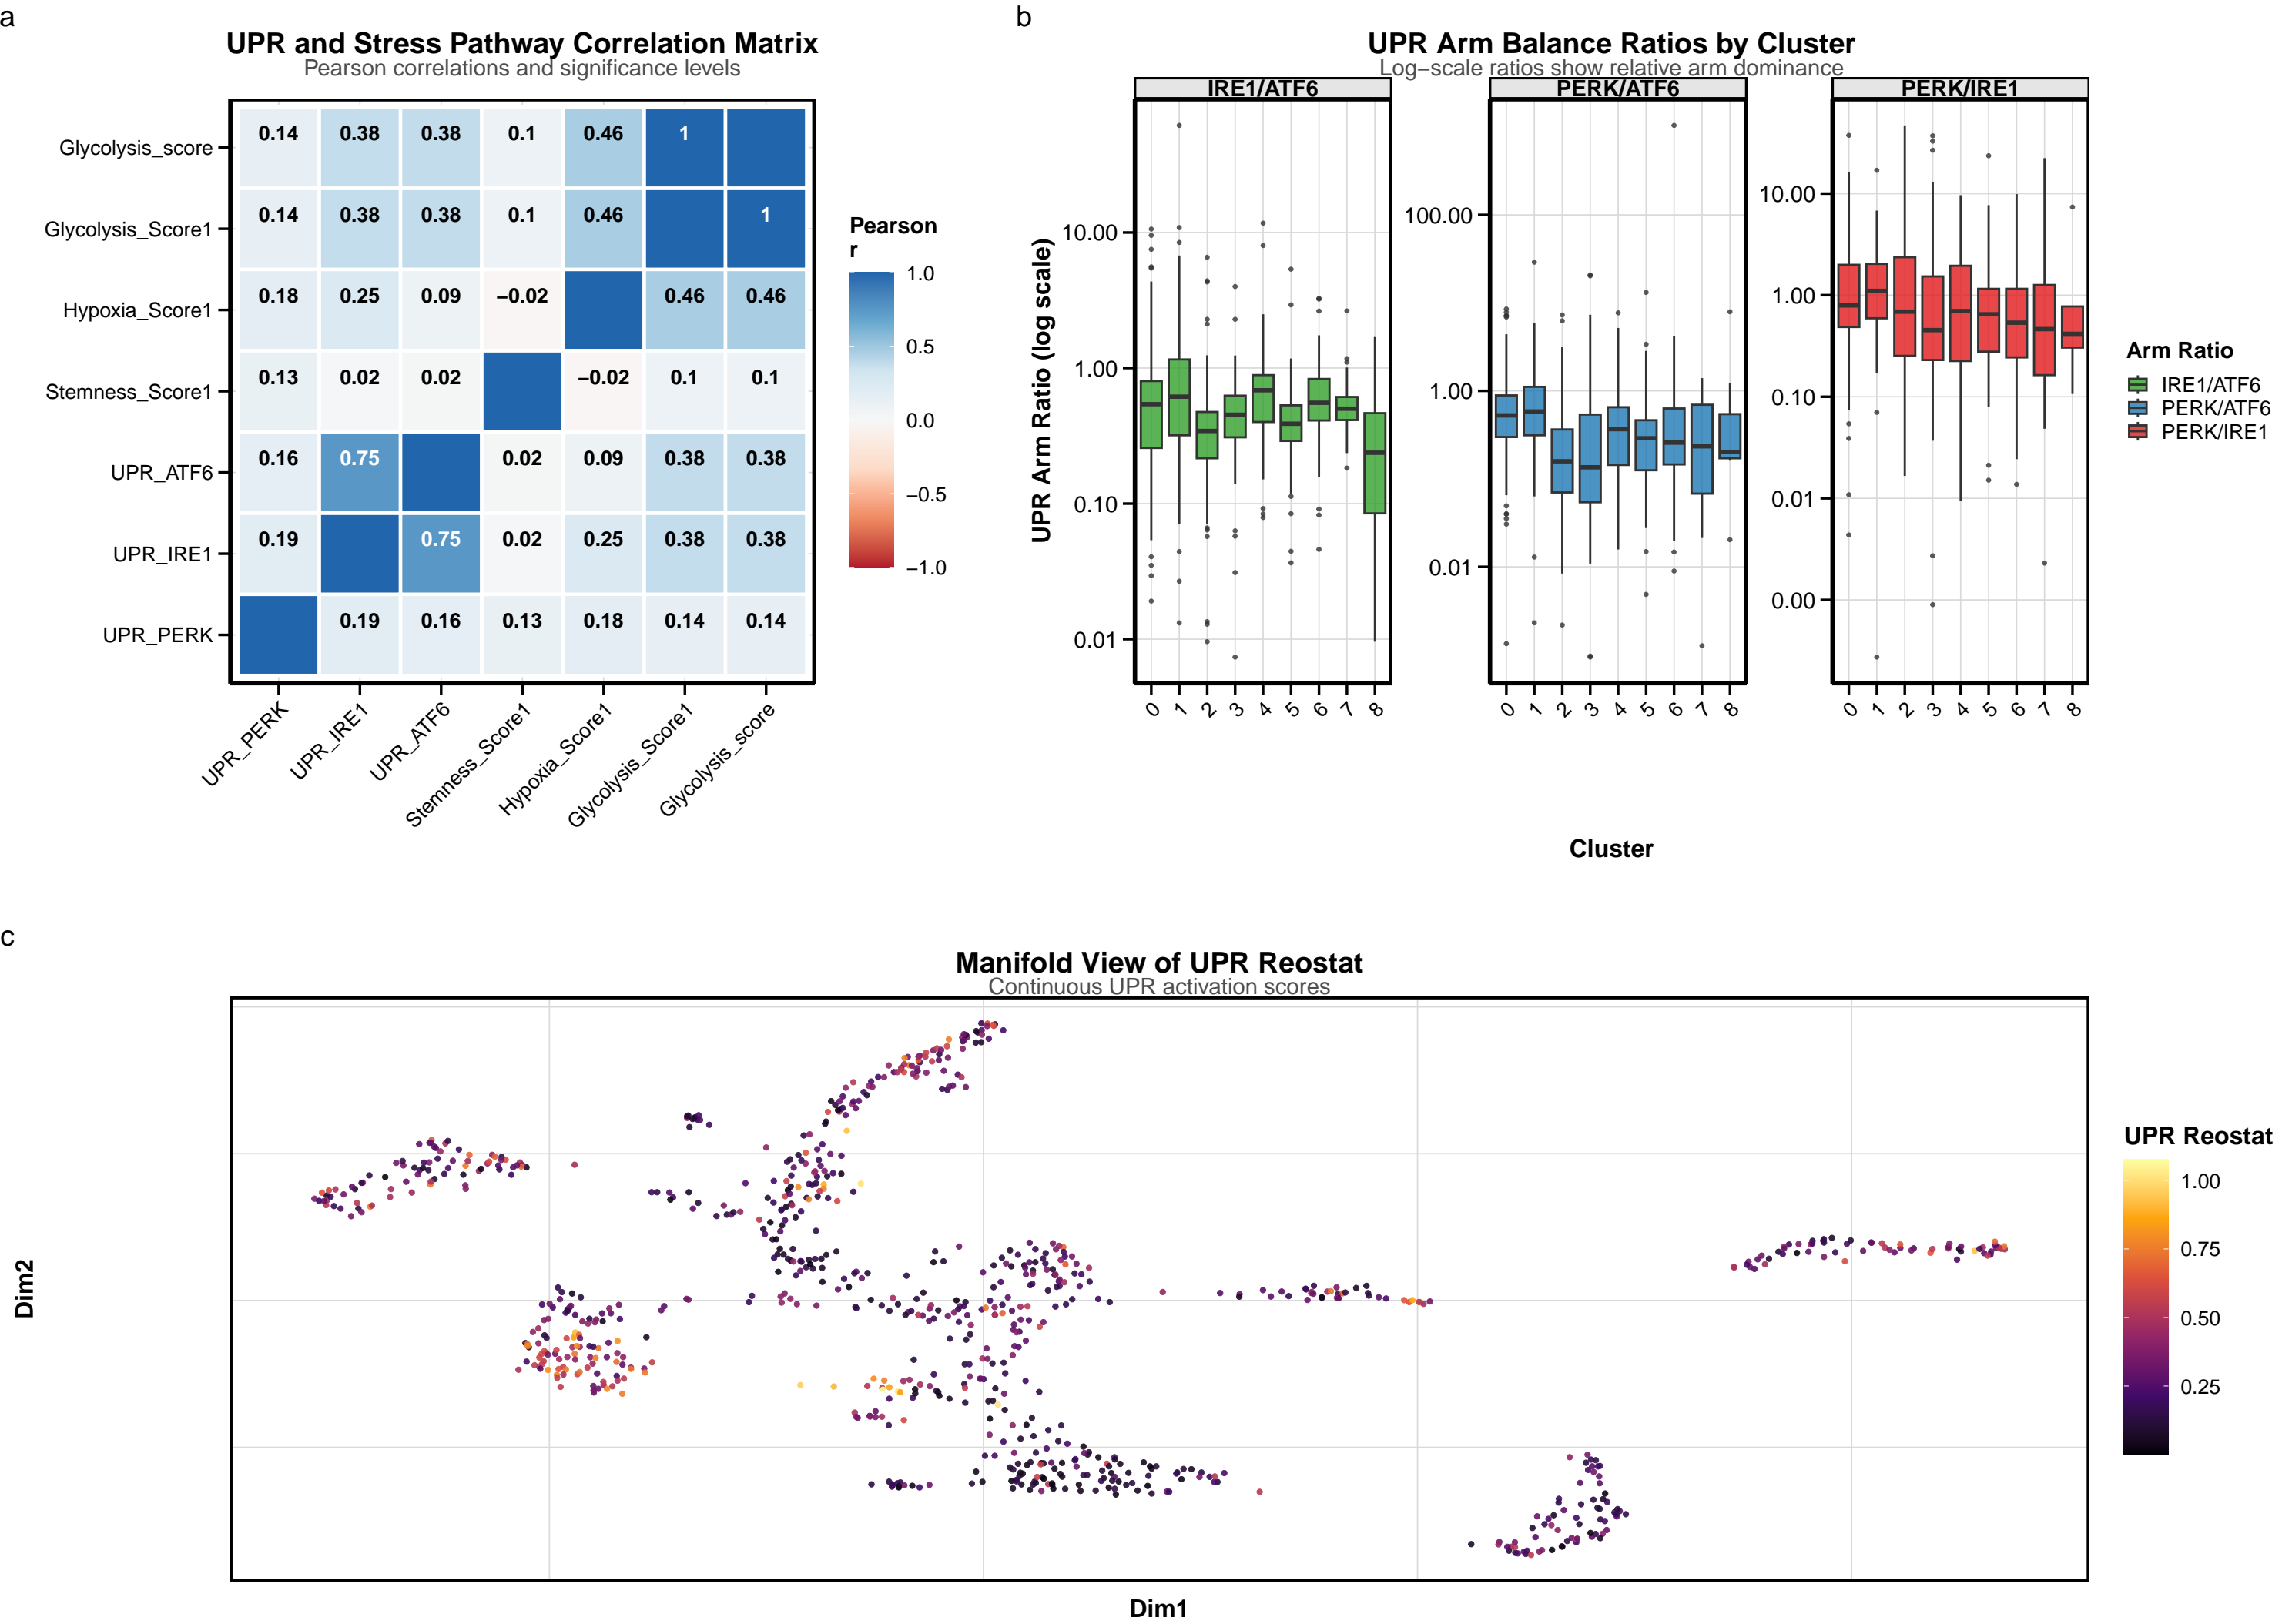 a
UPR and Stress Pathway Correlation Matrix
Pearson correlations and significance levels
Glycolysis_score
0.14 0.38 0.38 0.1 0.46 1
Glycolysis_Score1
0.14 0.38 0.38 0.1 0.46 1
Hypoxia_Score1
0.18 0.25 0.09 −0.02 0.46 0.46
Stemness_Score1
0.13 0.02 0.02 −0.02 0.1 0.1
UPR_ATF6
0.16 0.75 0.02 0.09 0.38 0.38
UPR_IRE1
0.19 0.75 0.02 0.25 0.38 0.38
UPR_PERK
0.19 0.16 0.13 0.18 0.14 0.14
UPR_PERK
UPR_IRE1
UPR_ATF6
Stemness_Score1
Hypoxia_Score1
Glycolysis_Score1
Glycolysis_score
Pearson
r
1.0
0.5
0.0
−0.5
−1.0
b
UPR Arm Balance Ratios by Cluster
Log−scale ratios show relative arm dominance
UPR Arm Ratio (log scale)
IRE1/ATF6
10.00
1.00
0.10
0.01
0 1 2 3 4 5 6 7 8
PERK/ATF6
100.00
1.00
0.01
0 1 2 3 4 5 6 7 8
PERK/IRE1
10.00
1.00
0.10
0.01
0.00
0 1 2 3 4 5 6 7 8
Cluster
Arm Ratio
IRE1/ATF6
PERK/ATF6
PERK/IRE1
c
Manifold View of UPR Reostat
Continuous UPR activation scores
Dim2
Dim1
UPR Reostat
1.00
0.75
0.50
0.25